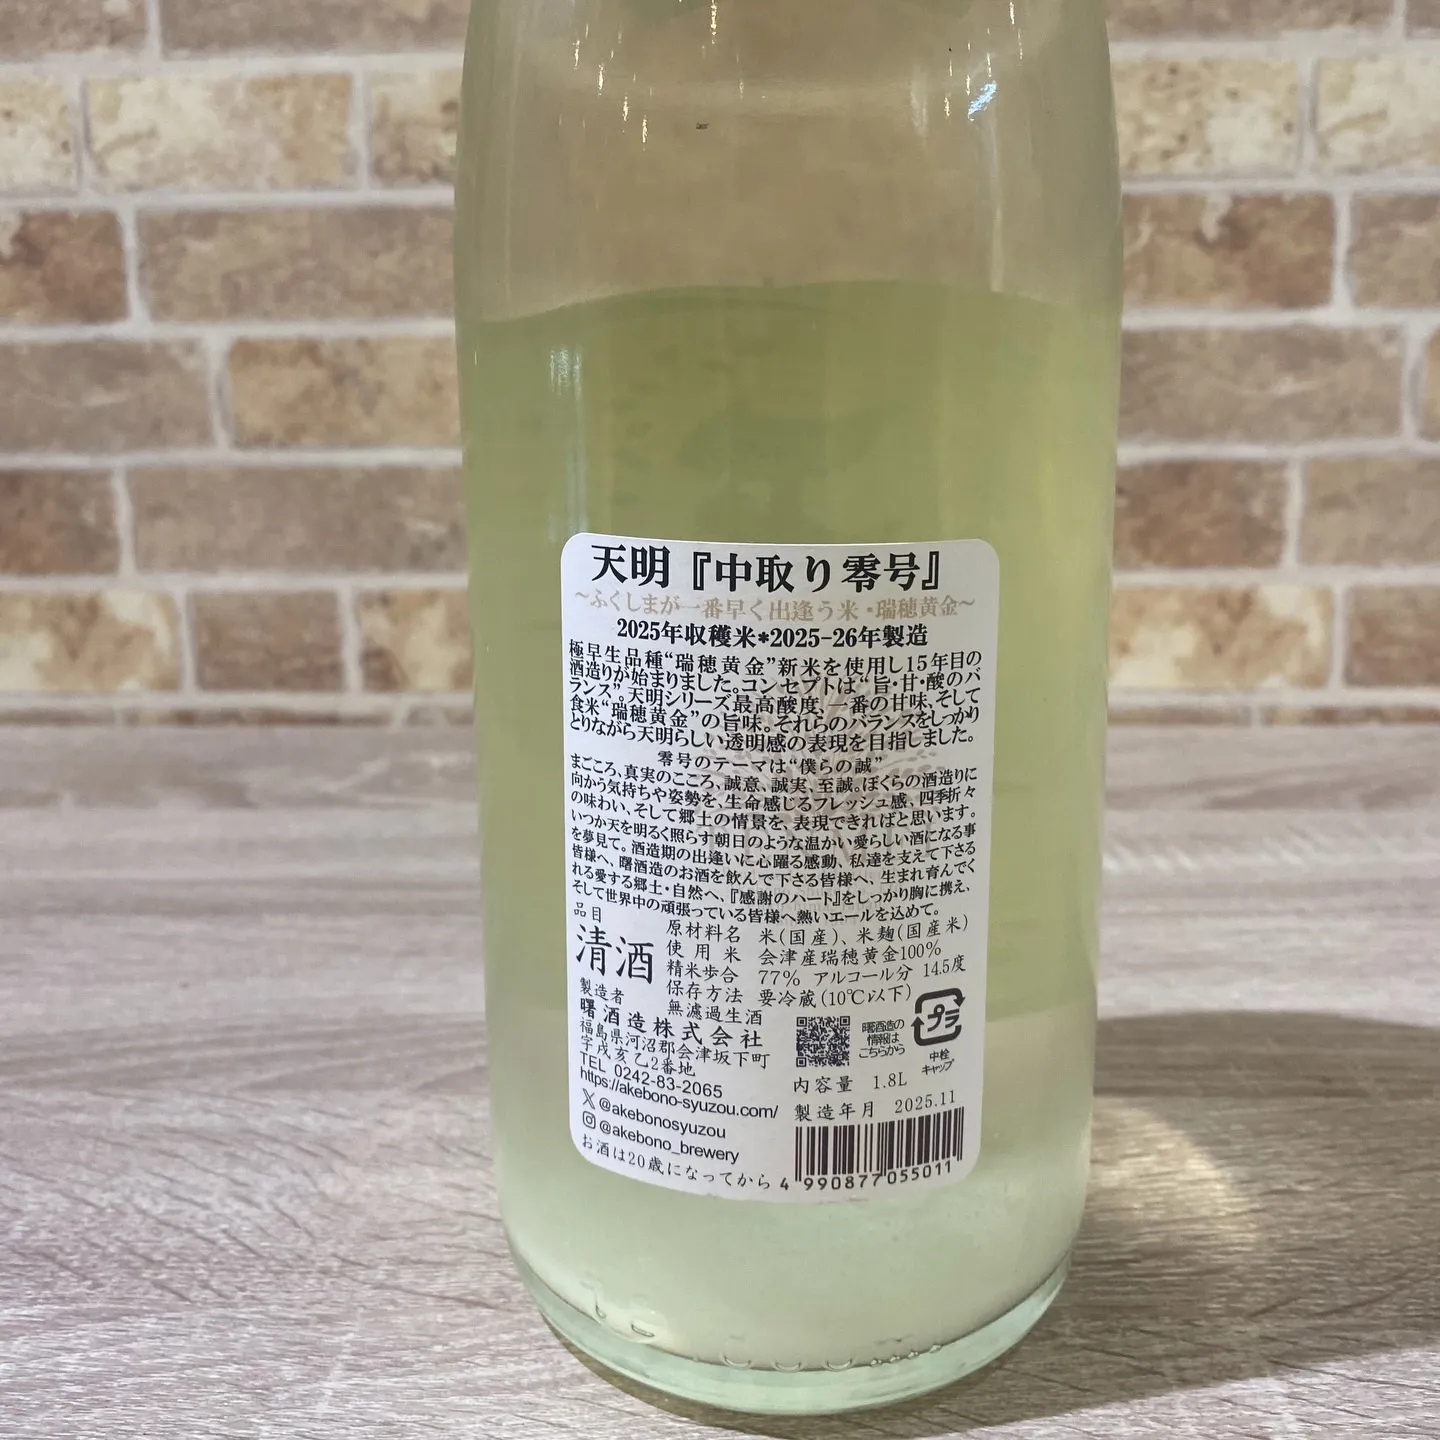 天明『中取り零号』
～ふくしまが一番早く出逢う米・瑞穂黄金～
2025年収穫米*2025-26年製造
極早生品種“瑞穂黄金”新米を使用し15年目の
酒造りが始まりました。コンセプトは“旨・甘・酸のバ
ランス”。天明シリーズ最高酸度、一番の甘味、そして
食米“瑞穂黄金”の旨味。それらのバランスをしっかり
とりながら天明らしい透明感の表現を目指しました。
零号のテーマは“僕らの誠”
まごころ、真実のこころ、誠意、誠実、至誠。ぼくらの酒造りに
向かう気持ちや姿勢を、生命感じるフレッシュ感、四季折々
の味わい、そして郷土の情景を、表現できればと思います。
いつか天を明るく照らす朝日のような温かい愛らしい酒になる事
を夢見て。酒造期の出逢いに心躍る感動、私達を支えて下さる
皆様へ、曙酒造のお酒を飲んで下さる皆様へ、生まれ育んでく
れる愛する郷土・自然へ、『感謝のハート』をしっかり胸に携え、
そして世界中の頑張っている皆様へ熱いエールを込めて。
品目
清酒
原材料名 米(国産)、米麹(国産米)
使用米 会津産瑞穂黄金100%
精米歩合 77% アルコール分 14.5度
保存方法 要冷蔵(10℃以下)
無濾過生酒
製造者
曙酒造株式会社
福島県河沼郡会津坂下町
字戌亥乙2番地
TEL 0242-83-2065
https://akebono-syuzou.com/
@akebonosyuzou
@akebono_brewery
お酒は20歳になってから
曙酒造の
情報は
こちらから
プラ
中栓
キャップ
内容量 1.8L
製造年月 2025.11
4 990877 055011